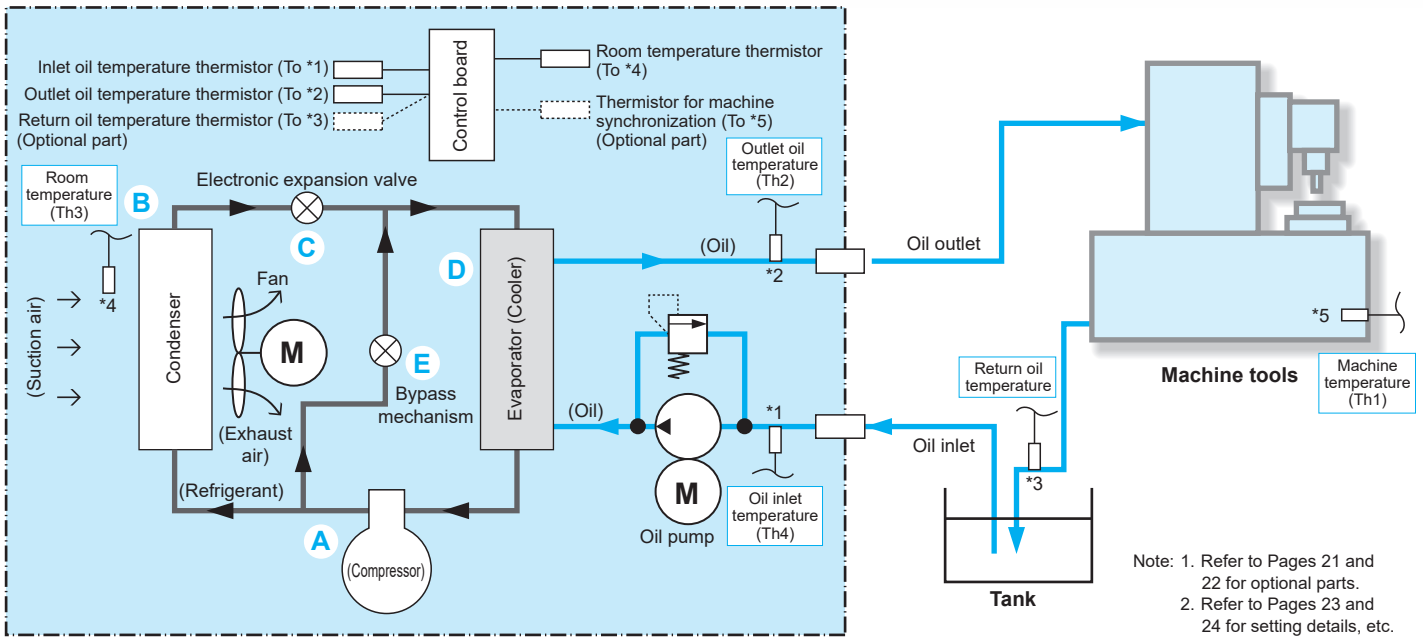 Inlet oil temperature thermistor (To *1)
Outlet oil temperature thermistor (To *2)
Return oil temperature thermistor (To *3)
(Optional part)
Control board
Room temperature thermistor
(To *4)
Thermistor for machine
synchronization (To *5)
(Optional part)
Room
temperature
(Th3)
B
Electronic expansion valve
C
*4
(Suction air)
Condenser
Fan
M
(Exhaust
air)
E
Bypass
mechanism
D
Evaporator (Cooler)
(Refrigerant)
A
(Compressor)
Outlet oil
temperature
(Th2)
(Oil)
*2
Oil outlet
(Oil)
*1
M
Oil pump
Oil inlet
temperature
(Th4)
Oil inlet
Return oil
temperature
*3
Tank
*5
Machine tools
Machine
temperature
(Th1)
Note: 1. Refer to Pages 21 and
22 for optional parts.
2. Refer to Pages 23 and
24 for setting details, etc.